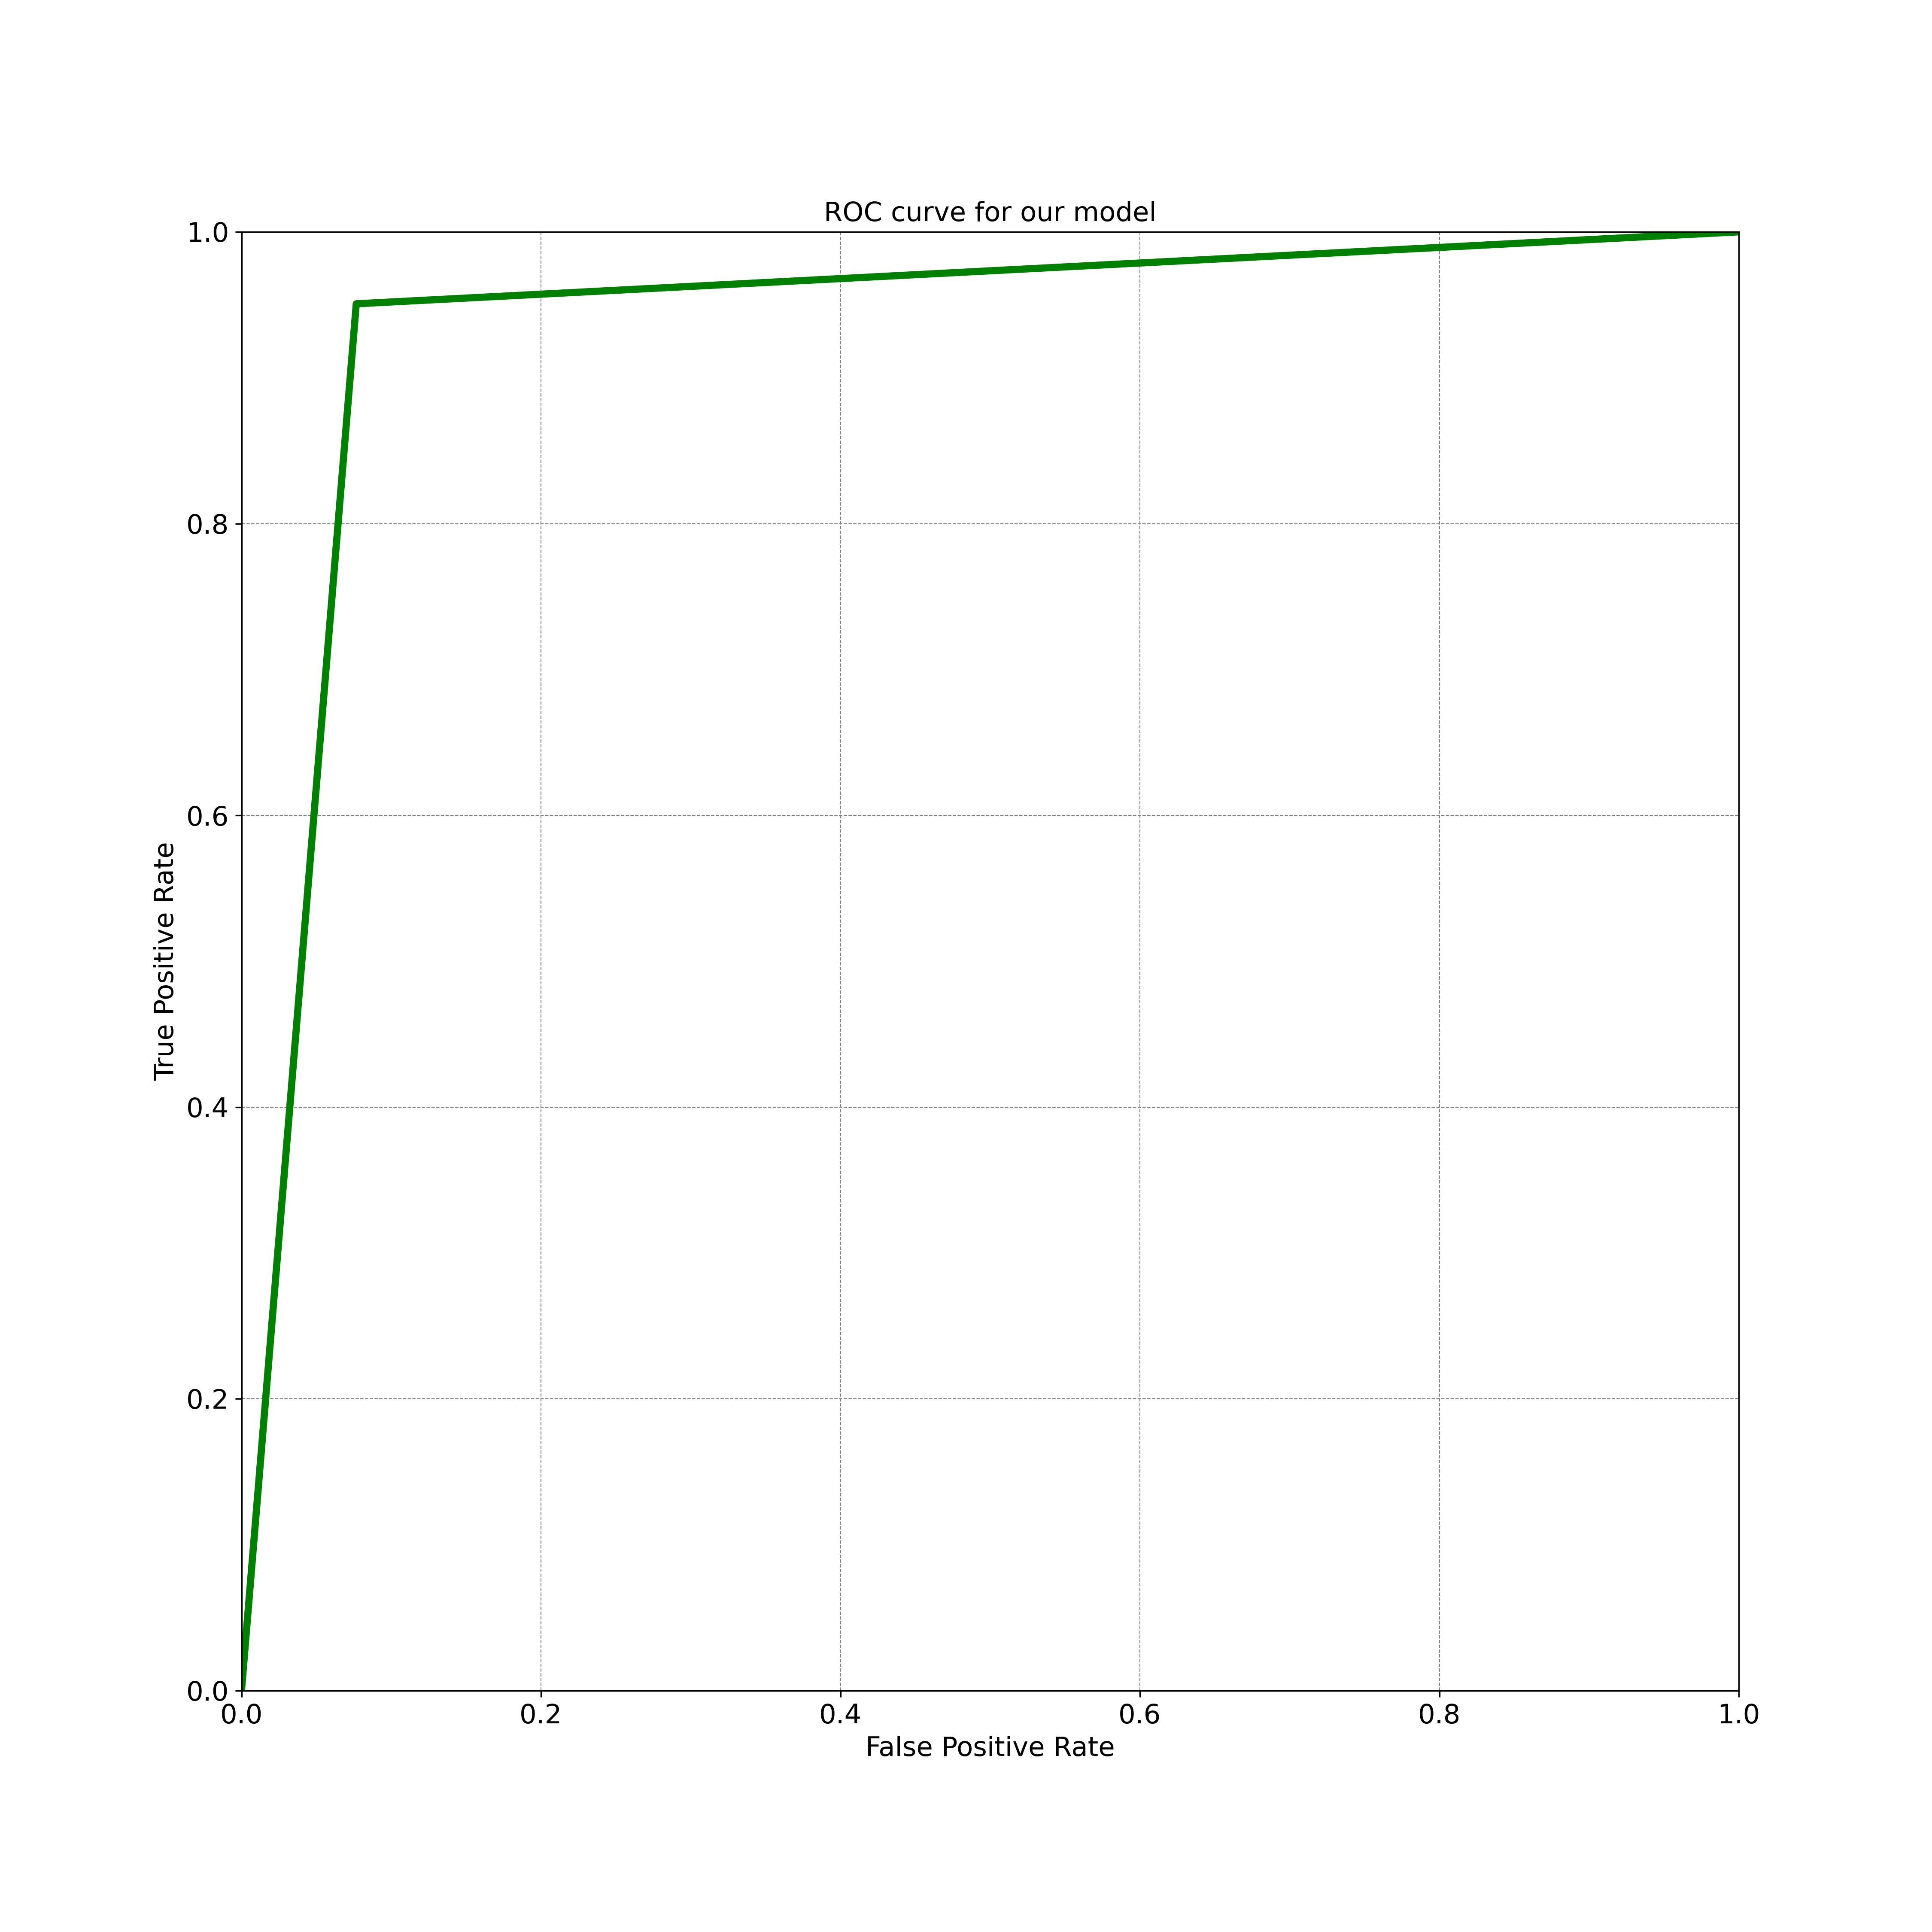 ROC curve for our model
1.0
0.8
0.6
0.4
0.2
0.0
True Positive Rate
0.0 0.2 0.4 0.6 0.8 1.0
False Positive Rate